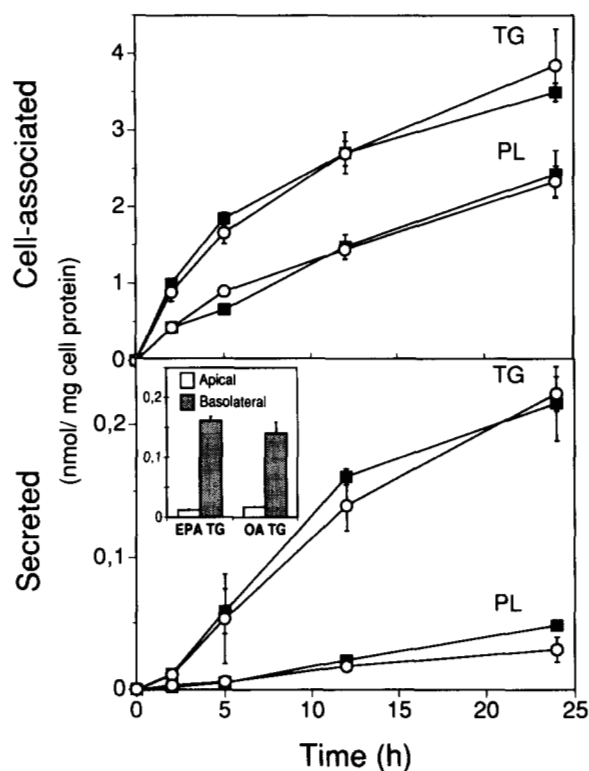 Cell-associated
Secreted
(nmol/ mg cell protein)
4
3
2
1
0
TG
PL
0,2
0,1
0
TG
PL
Apical
Basolateral
0,2
0,1
0
EPA TG
OA TG
0
5
10
15
20
25
Time (h)